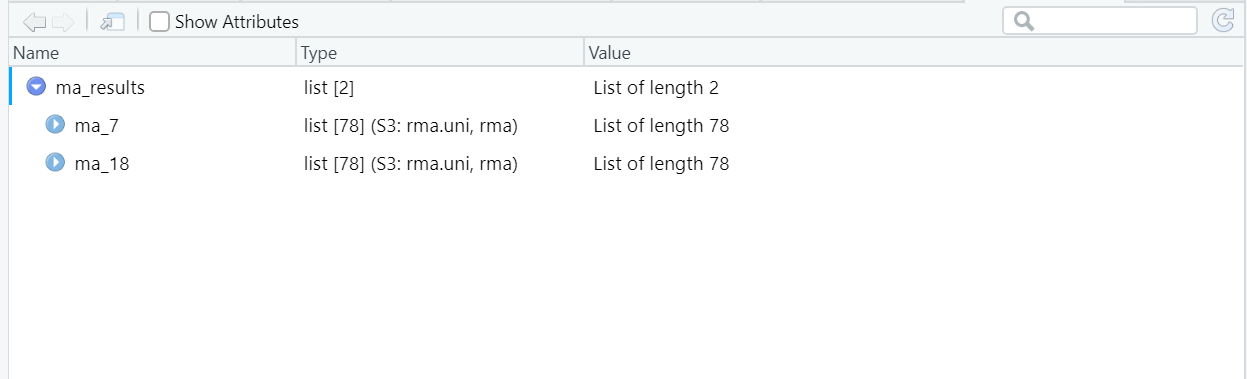 Show Attributes
Name Type Value
ma_results list [2] List of length 2
ma_7 list [78] (S3: rma.uni, rma) List of length 78
ma_18 list [78] (S3: rma.uni, rma) List of length 78